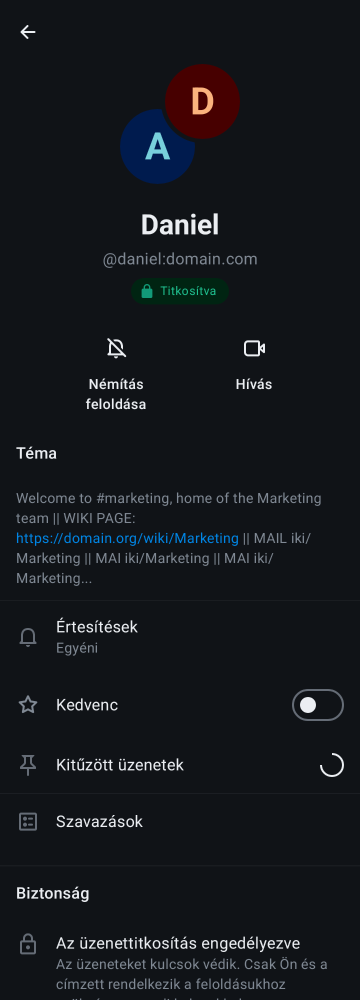 D
A
Daniel
@daniel:domain.com
Titkosítva
Némítás
feloldása
Hívás
Téma
Welcome to #marketing, home of the Marketing
team || WIKI PAGE:
https://domain.org/wiki/Marketing || MAIL iki/
Marketing || MAI iki/Marketing || MAI iki/
Marketing...
Értesítések
Egyéni
Kedvenc
Kitűzött üzenetek
Szavazások
Biztonság
Az üzenettitkosítás engedélyezve
Az üzeneteket kulcsok védik. Csak Ön és a
címzett rendelkezik a feloldásukhoz